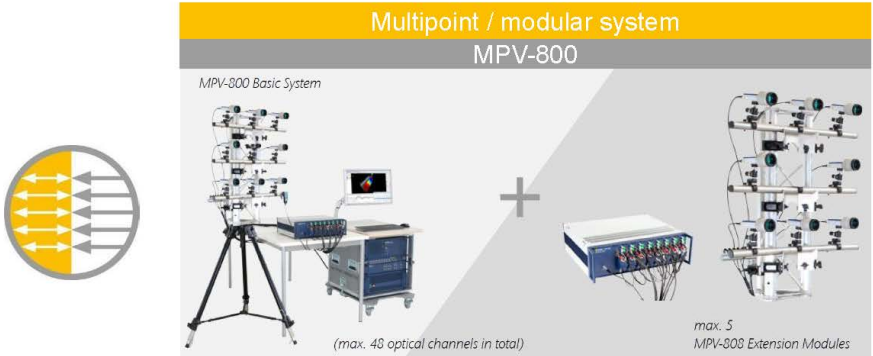 Multipoint / modular system
MPV-800
MPV-800 Basic System
(max. 48 optical channels in total)
max. 5
MPV-808 Extension Modules